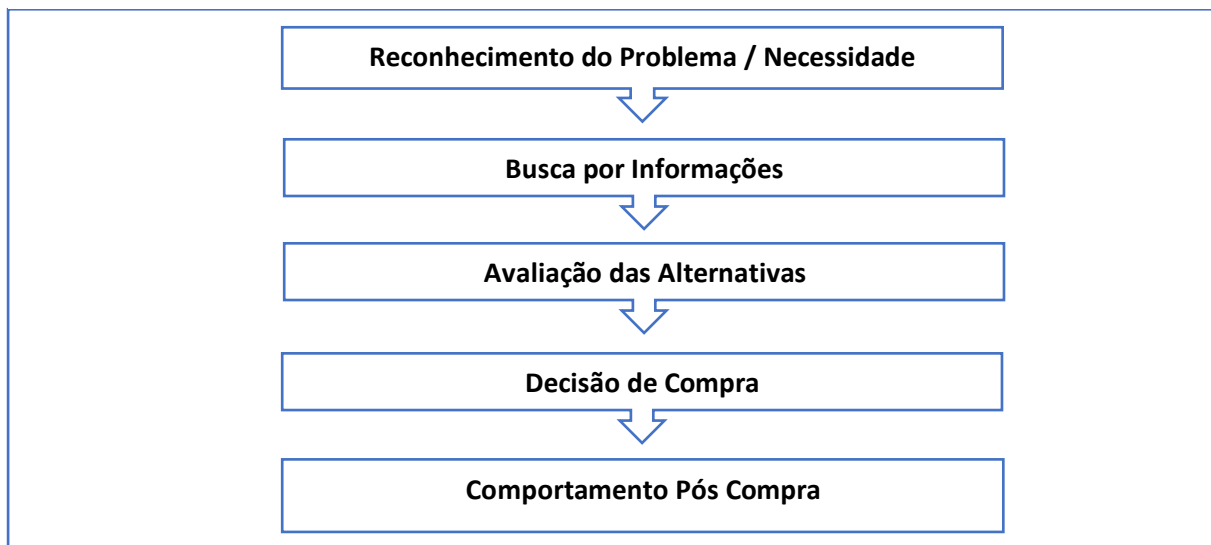 Reconhecimento do Problema / Necessidade
Busca por Informações
Avaliação das Alternativas
Decisão de Compra
Comportamento Pós Compra